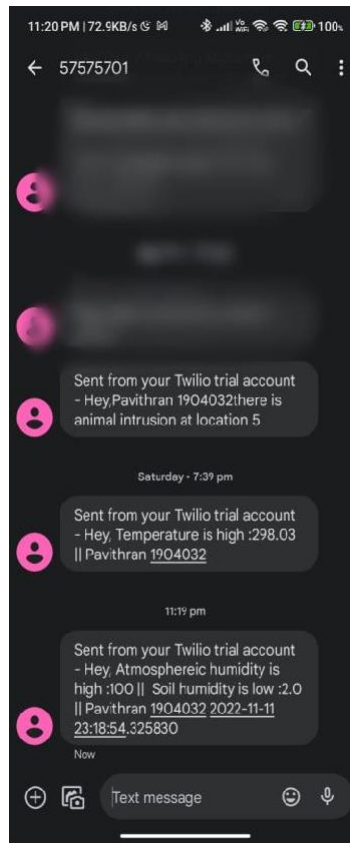 11:20 PM | 72.9KB/s
100%
57575701
Sent from your Twilio trial account
- Hey,Pavithran 1904032there is
animal intrusion at location 5
Saturday • 7:39 pm
Sent from your Twilio trial account
- Hey, Temperature is high :298.03
|| Pavithran 1904032
11:19 pm
Sent from your Twilio trial account
- Hey, Atmosphereic humidity is
high :100 || Soil humidity is low :2.0
|| Pavithran 1904032 2022-11-11
23:18:54.325830
Now
Text message